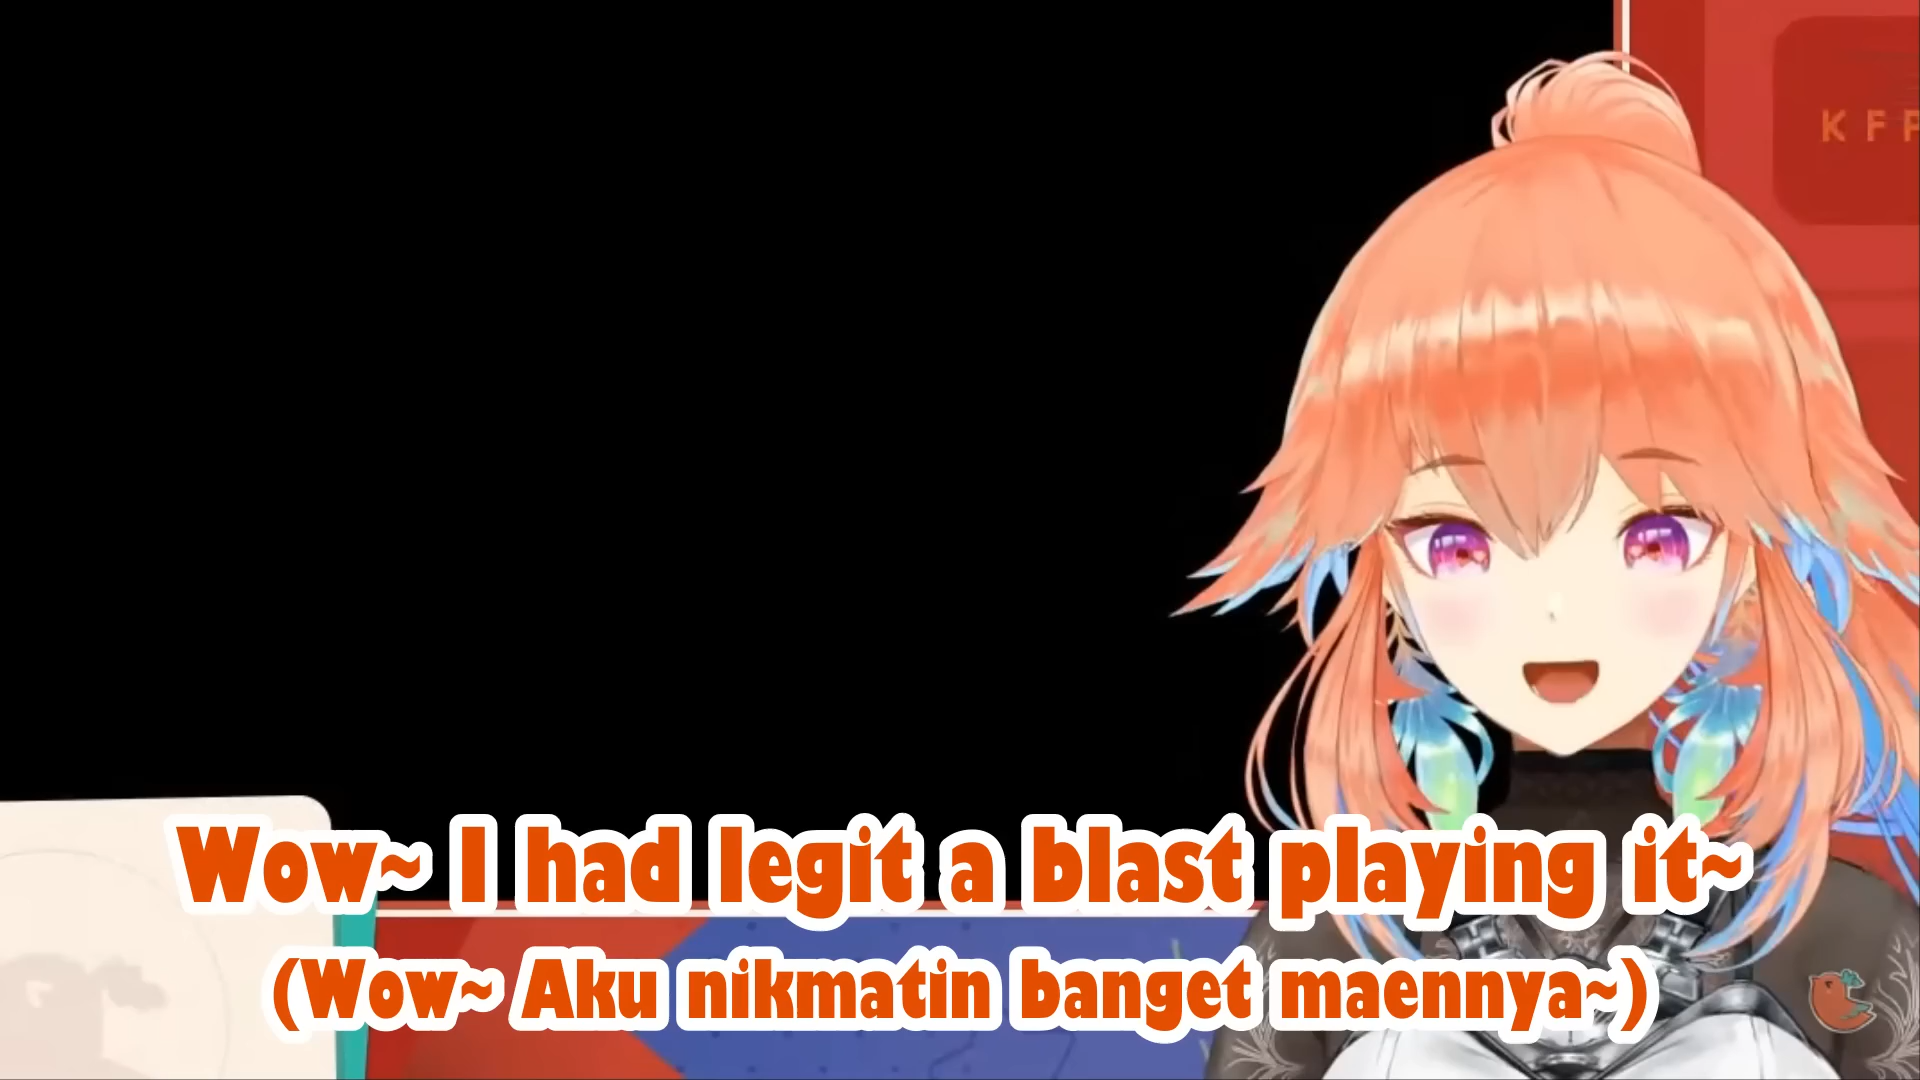 KFP
Wow~ I had legit a blast playing it~
(Wow~ Aku nikmatin banget maennya~)